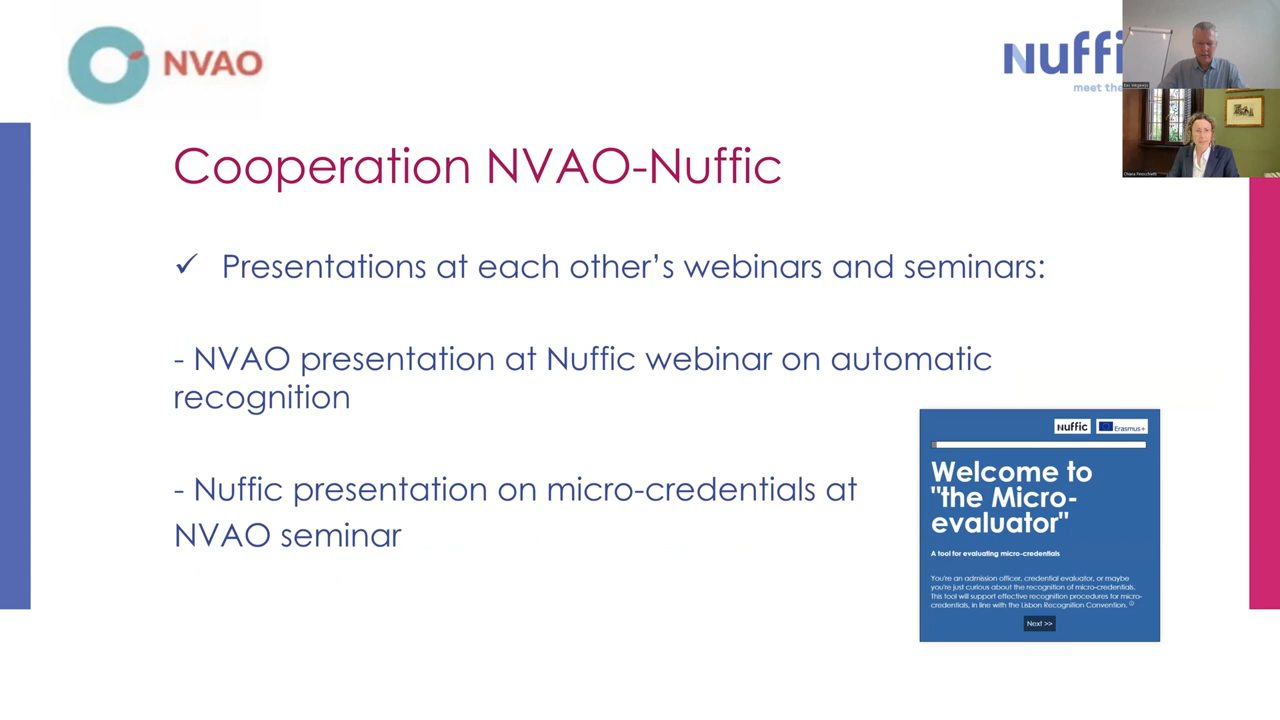 NVAO
Nuffi
meet the
Cooperation NVAO-Nuffic
✓ Presentations at each other's webinars and seminars:
- NVAO presentation at Nuffic webinar on automatic
recognition
- Nuffic presentation on micro-credentials at
NVAO seminar
Nuffic
Erasmus+
Welcome to
"the Micro-
evaluator"
A tool for evaluating micro-credentials
You're an admission officer, credential evaluator, or maybe
you're just curious about the recognition of micro-credentials.
This tool will support effective recognition procedures for micro-
credentials, in line with the Lisbon Recognition Convention.
Next >>
Chiara Finocchietti